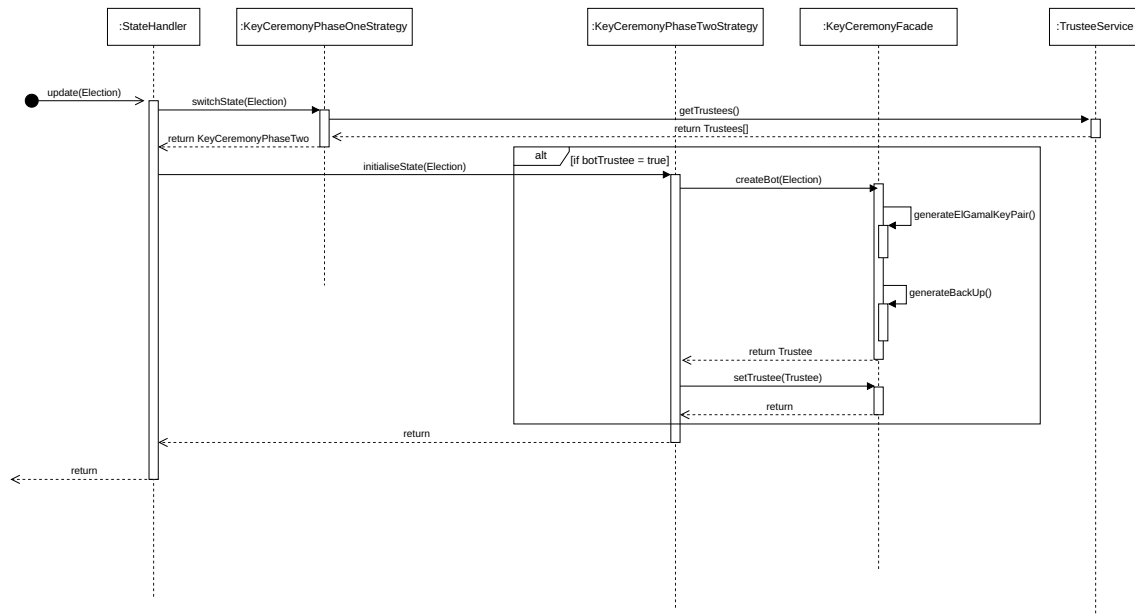 :StateHandler
:KeyCeremonyPhaseOneStrategy
:KeyCeremonyPhaseTwoStrategy
:KeyCeremonyFacade
:TrusteeService
update(Election)
switchState(Election)
getTrustees()
return Trustees[]
return KeyCeremonyPhaseTwo
alt
[if botTrustee = true]
initialiseState(Election)
createBot(Election)
generateElGamalKeyPair()
generateBackUp()
return Trustee
setTrustee(Trustee)
return
return
return